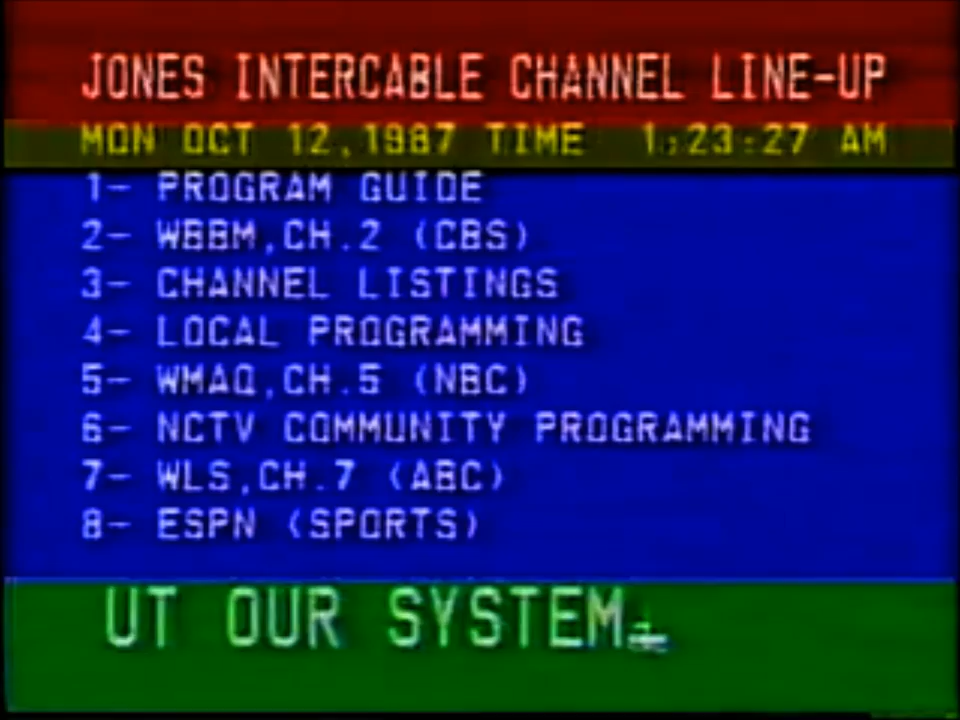 JONES INTERCABLE CHANNEL LINE-UP
MON OCT 12,1987 TIME 1:23:27 AM
1- PROGRAM GUIDE
2- WBBM,CH.2 (CBS)
3- CHANNEL LISTINGS
4- LOCAL PROGRAMMING
5- WMAQ,CH.5 (NBC)
6- NCTV COMMUNITY PROGRAMMING
7- WLS,CH.7 (ABC)
8- ESPN (SPORTS)
UT OUR SYSTEM